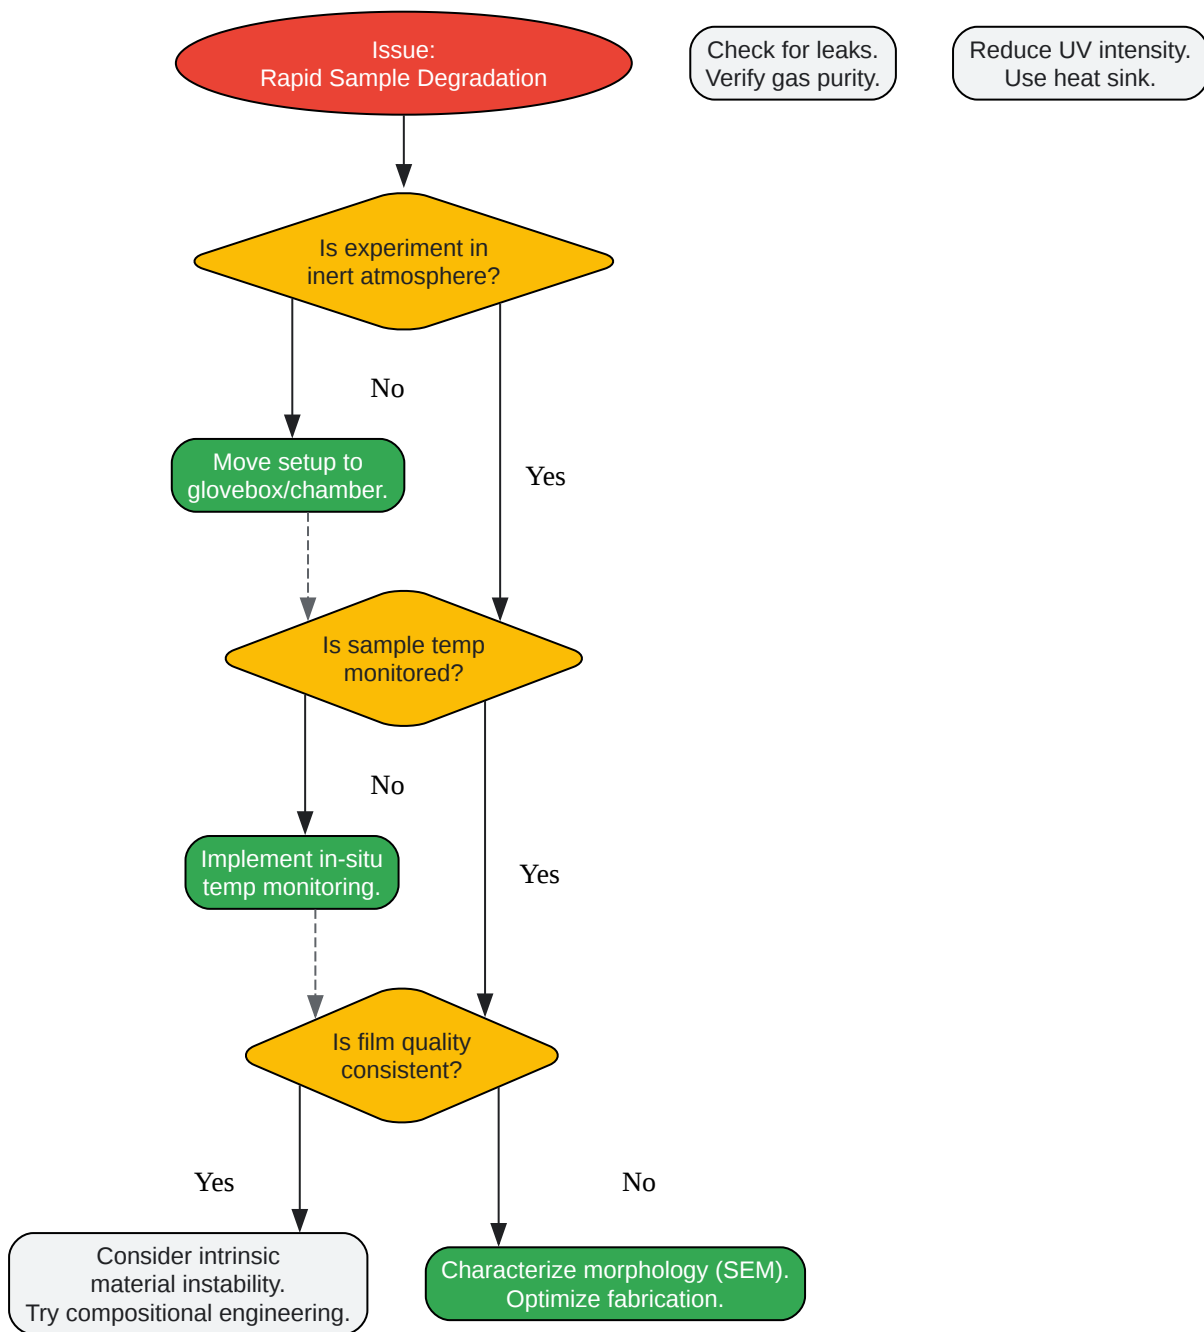 Issue:
Rapid Sample Degradation
Check for leaks.
Verify gas purity.
Reduce UV intensity.
Use heat sink.
Is experiment in
inert atmosphere?
No
Move setup to
glovebox/chamber.
Yes
Is sample temp
monitored?
No
Implement in-situ
temp monitoring.
Yes
Is film quality
consistent?
Yes
No
Consider intrinsic
material instability.
Try compositional engineering.
Characterize morphology (SEM).
Optimize fabrication.